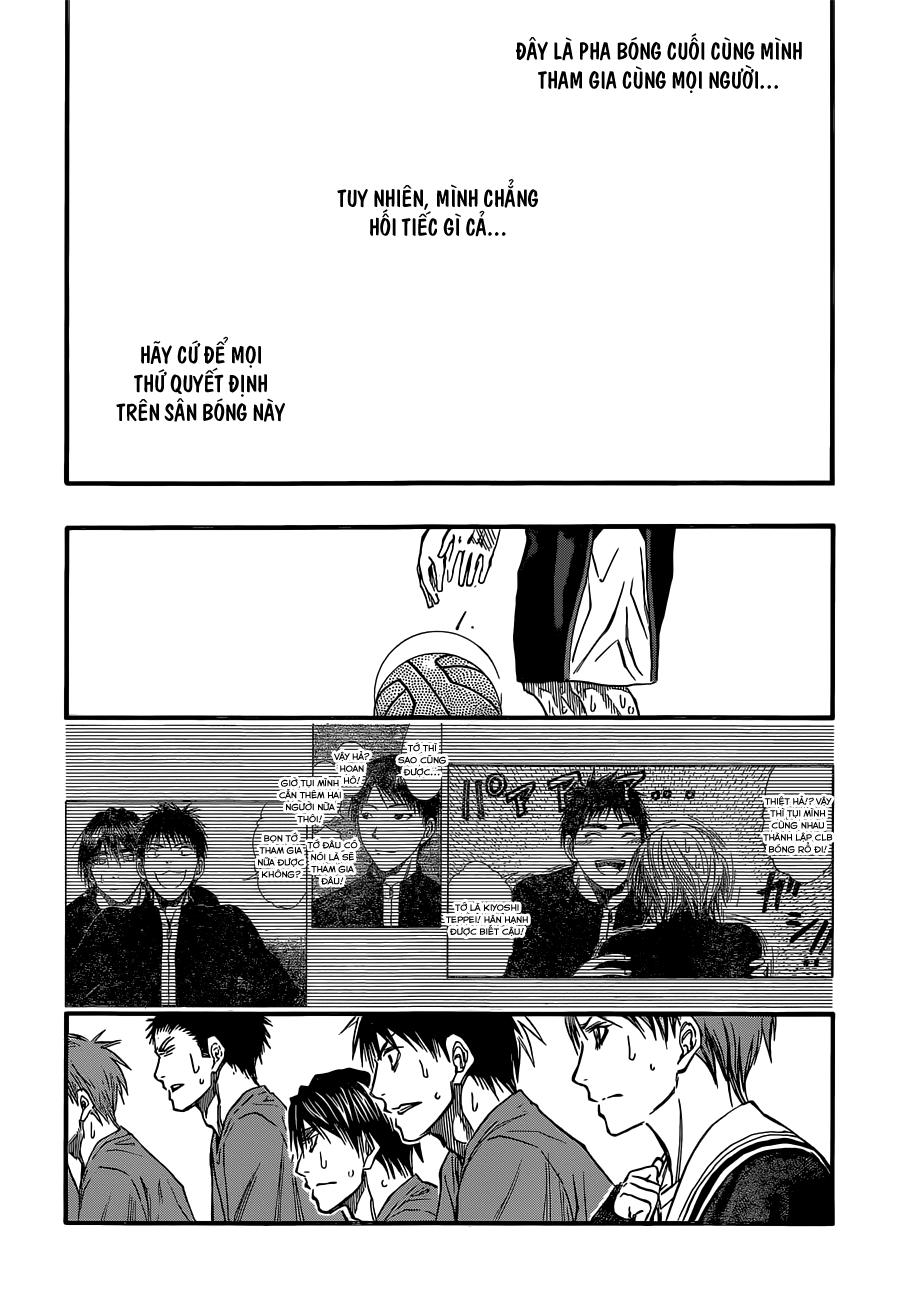 ĐÂY LÀ PHA BÓNG CUỐI CÙNG MÌNH
THAM GIA CÙNG MỌI NGƯỜI...
TUY NHIÊN, MÌNH CHẲNG
HỐI TIẾC GÌ CẢ...
HÃY CỨ ĐỂ MỌI
THỨ QUYẾT ĐỊNH
TRÊN SÂN BÓNG NÀY
THIỆT HẢ!? VẬY
THÌ TỤI MÌNH
CÙNG NHAU
THÀNH LẬP CLB
BÓNG RỔ ĐI!
TỚ LÀ KIYOSHI
TEPPEI! HÂN HẠNH
ĐƯỢC BIẾT CẬU!
TỚ THÌ
SAO CŨNG
ĐƯỢC...
VẬY HẢ?
HOAN
HÔ!
TỚ ĐÂU CÓ
NÓI LÀ SẼ
THAM GIA
ĐÂU!
GIỜ TỤI MÌNH
CẦN THÊM HAI
NGƯỜI NỮA
THÔI!
BỌN TỚ
THAM GIA
NỮA ĐƯỢC
KHÔNG?